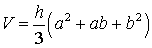 V = h/3 (a² + ab + b²)